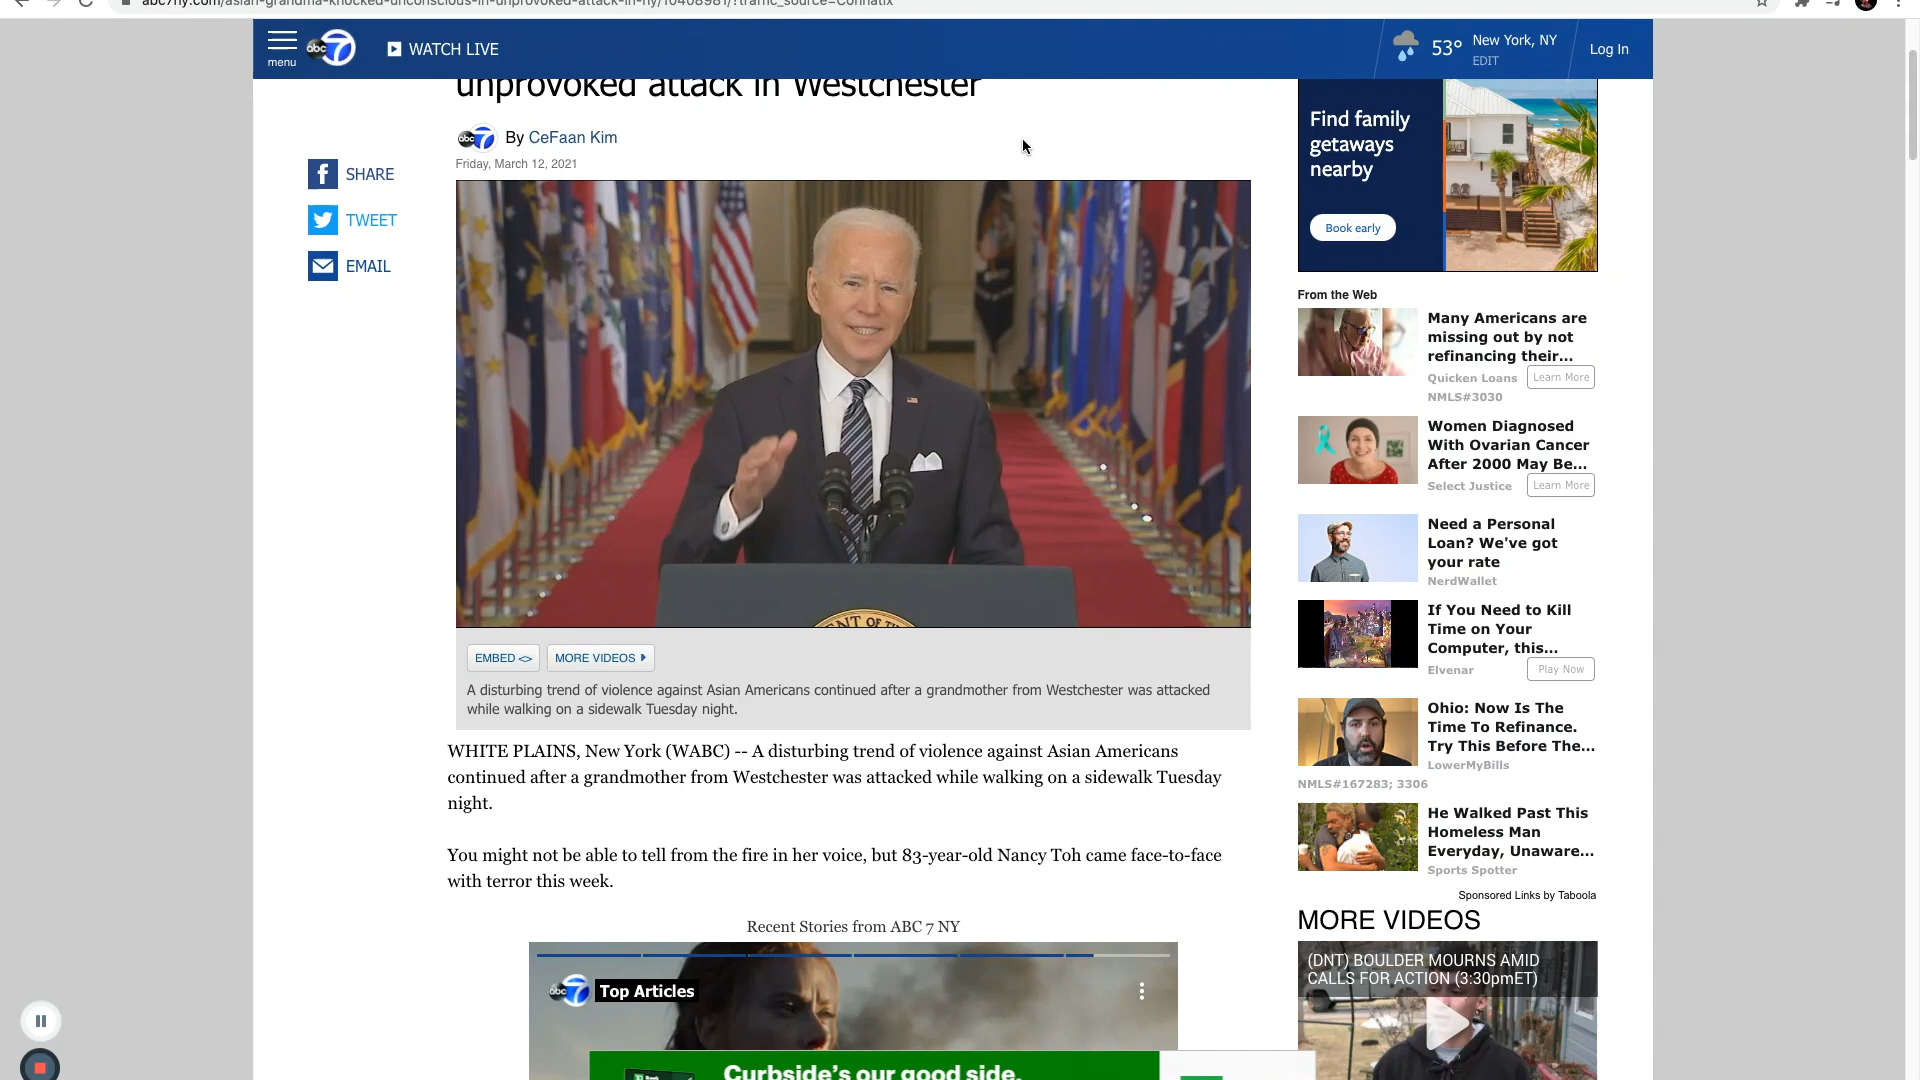 abc7ny.com/asian-grandma-knocked-unconscious-in-unprovoked-attack-in-ny/10408981/?traffic_source=Connatix
menu
abc 7
WATCH LIVE
53°
New York, NY
EDIT
Log In
unprovoked attack in Westchester
abc 7
By CeFaan Kim
Friday, March 12, 2021
SHARE
TWEET
EMAIL
ENT OF THE
EMBED <>
MORE VIDEOS
A disturbing trend of violence against Asian Americans continued after a grandmother from Westchester was attacked
while walking on a sidewalk Tuesday night.
WHITE PLAINS, New York (WABC) -- A disturbing trend of violence against Asian Americans
continued after a grandmother from Westchester was attacked while walking on a sidewalk Tuesday
night.
You might not be able to tell from the fire in her voice, but 83-year-old Nancy Toh came face-to-face
with terror this week.
Recent Stories from ABC 7 NY
abc 7
Top Articles
Curbside's our good side.
Find family
getaways
nearby
Book early
From the Web
Many Americans are
missing out by not
refinancing their...
Quicken Loans
Learn More
NMLS#3030
Women Diagnosed
With Ovarian Cancer
After 2000 May Be...
Select Justice
Learn More
Need a Personal
Loan? We've got
your rate
NerdWallet
If You Need to Kill
Time on Your
Computer, this...
Elvenar
Play Now
Ohio: Now Is The
Time To Refinance.
Try This Before The...
LowerMyBills
NMLS#167283; 3306
He Walked Past This
Homeless Man
Everyday, Unaware...
Sports Spotter
Sponsored Links by Taboola
MORE VIDEOS
(DNT) BOULDER MOURNS AMID
CALLS FOR ACTION (3:30pmET)